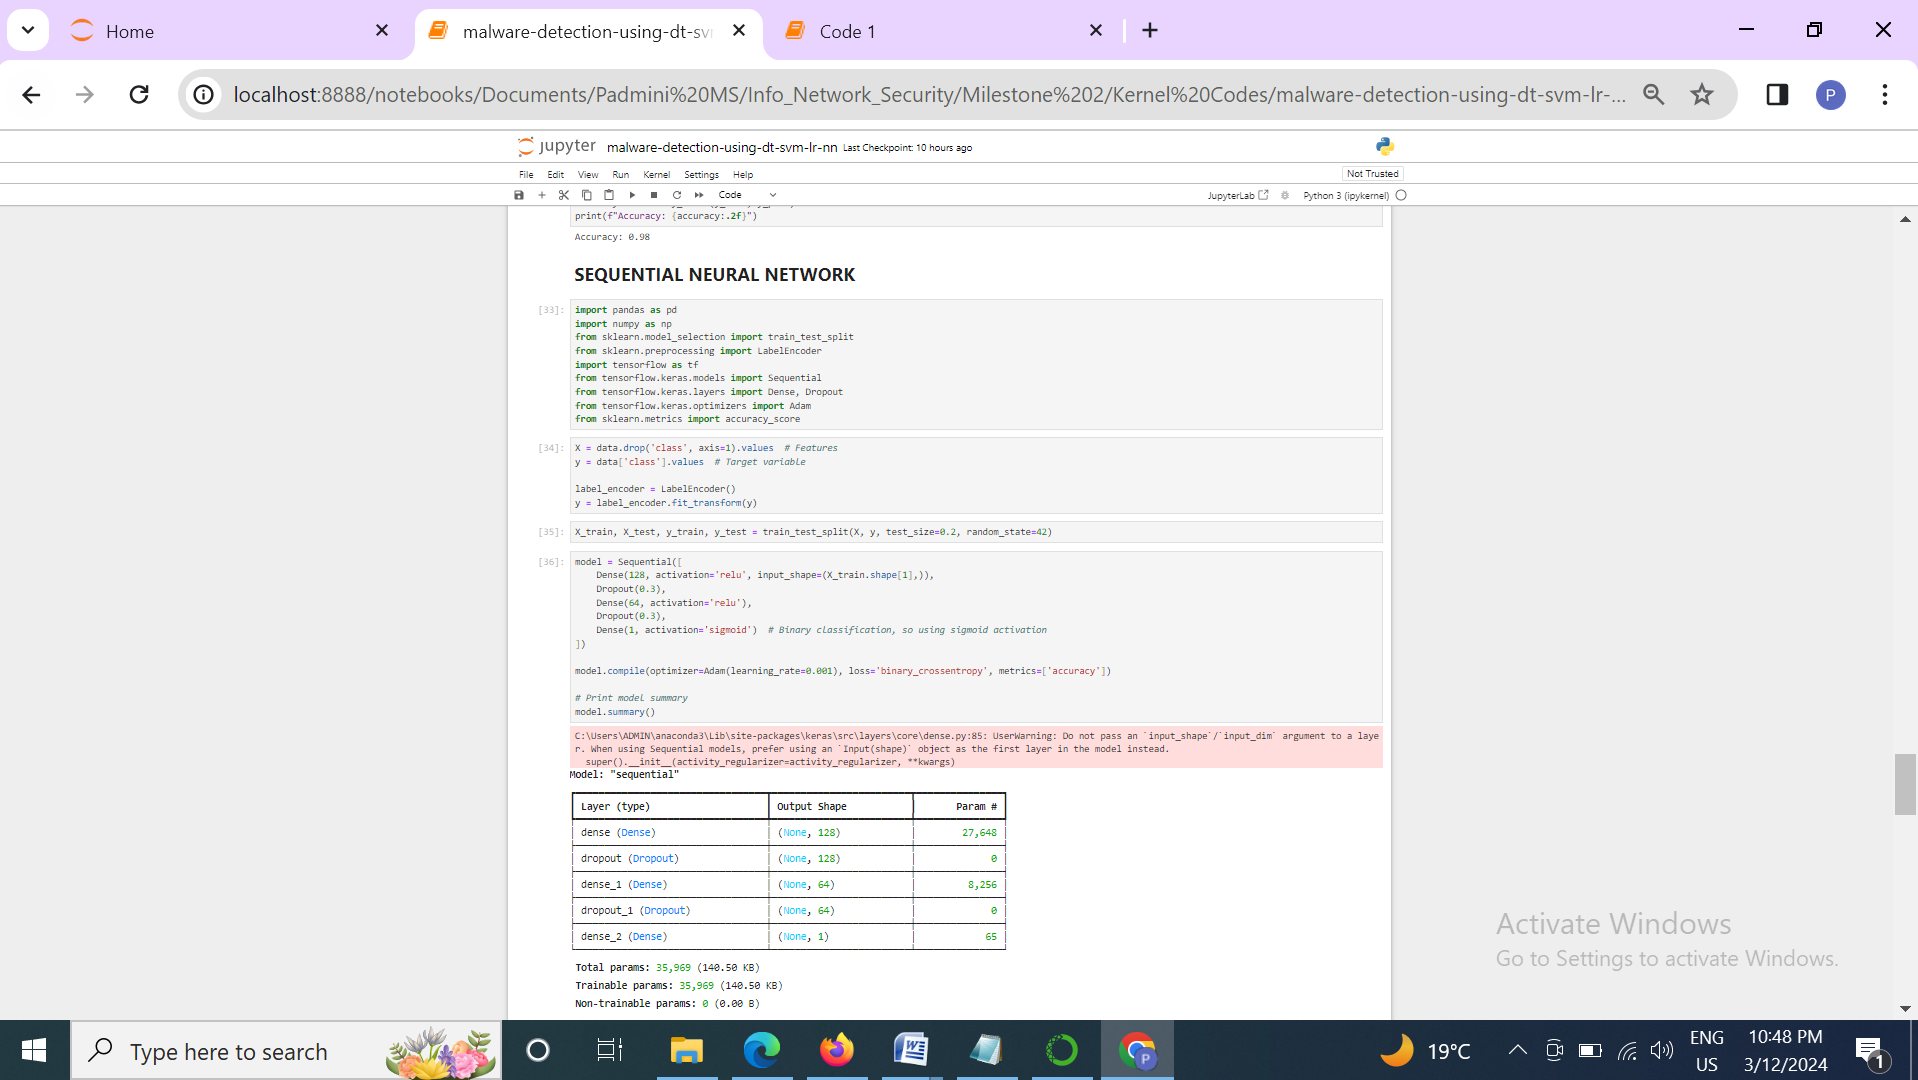 Home
malware-detection-using-dt-sv
Code 1
localhost:8888/notebooks/Documents/Padmini%20MS/Info_Network_Security/Milestone%202/Kernel%20Codes/malware-detection-using-dt-svm-lr-...
P
jupyter malware-detection-using-dt-svm-lr-nn Last Checkpoint: 10 hours ago
File Edit View Run Kernel Settings Help
Not Trusted
Code
JupyterLab
Python 3 (ipykernel)
print(f"Accuracy: {accuracy:.2f}")
Accuracy: 0.98
SEQUENTIAL NEURAL NETWORK
[33]: import pandas as pd
import numpy as np
from sklearn.model_selection import train_test_split
from sklearn.preprocessing import LabelEncoder
import tensorflow as tf
from tensorflow.keras.models import Sequential
from tensorflow.keras.layers import Dense, Dropout
from tensorflow.keras.optimizers import Adam
from sklearn.metrics import accuracy_score
[34]: X = data.drop('class', axis=1).values # Features
y = data['class'].values # Target variable
label_encoder = LabelEncoder()
y = label_encoder.fit_transform(y)
[35]: X_train, X_test, y_train, y_test = train_test_split(X, y, test_size=0.2, random_state=42)
[36]: model = Sequential([
Dense(128, activation='relu', input_shape=(X_train.shape[1],)),
Dropout(0.3),
Dense(64, activation='relu'),
Dropout(0.3),
Dense(1, activation='sigmoid') # Binary classification, so using sigmoid activation
])
model.compile(optimizer=Adam(learning_rate=0.001), loss='binary_crossentropy', metrics=['accuracy'])
# Print model summary
model.summary()
C:\Users\ADMIN\anaconda3\Lib\site-packages\keras\src\layers\core\dense.py:85: UserWarning: Do not pass an `input_shape`/`input_dim` argument to a laye
r. When using Sequential models, prefer using an `Input(shape)` object as the first layer in the model instead.
super().__init__(activity_regularizer=activity_regularizer, **kwargs)
Model: "sequential"
Layer (type) Output Shape Param #
dense (Dense) (None, 128) 27,648
dropout (Dropout) (None, 128) 0
dense_1 (Dense) (None, 64) 8,256
dropout_1 (Dropout) (None, 64) 0
dense_2 (Dense) (None, 1) 65
Total params: 35,969 (140.50 KB)
Trainable params: 35,969 (140.50 KB)
Non-trainable params: 0 (0.00 B)
Activate Windows
Go to Settings to activate Windows.
Type here to search
P
19°C
ENG
US
10:48 PM
3/12/2024
1